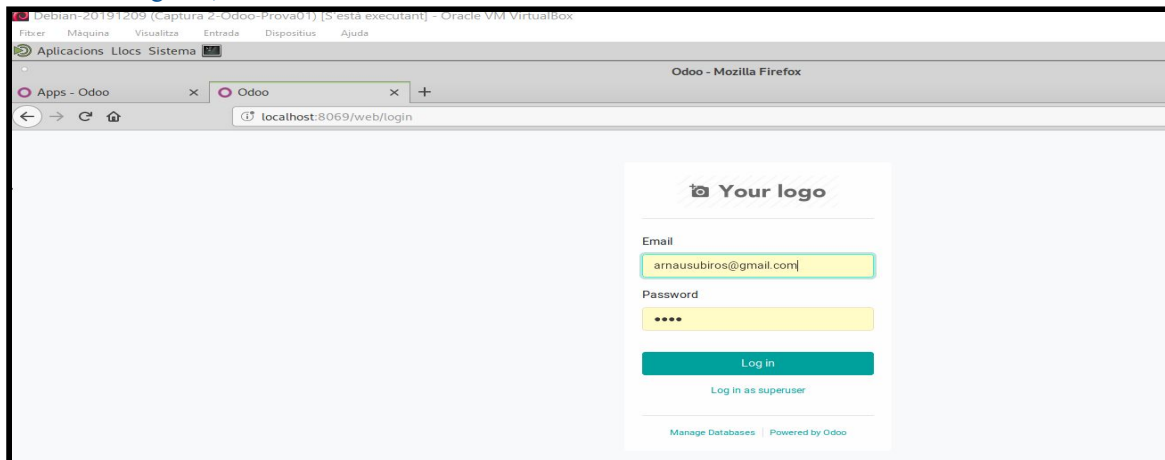 Debian-20191209 (Captura 2-Odoo-Prova01) [S'està executant] - Oracle VM VirtualBox
Fitxer Màquina Visualitza Entrada Dispositius Ajuda
Aplicacions Llocs Sistema
Odoo - Mozilla Firefox
Apps - Odoo × Odoo × +
localhost:8069/web/login
Your logo
Email
arnausubiros@gmail.com
Password
••••
Log in
Log in as superuser
Manage Databases | Powered by Odoo